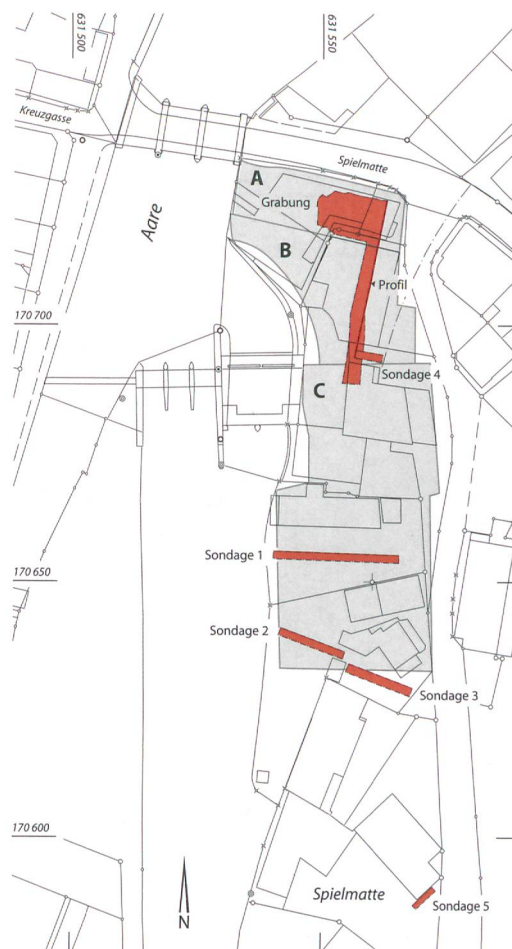 631 500
631 550
Kreuzgasse
Spielmatte
A
Grabung
Aare
B
Profil
170 700
Sondage 4
C
Sondage 1
170 650
Sondage 2
Sondage 3
170 600
Spielmatte
Sondage 5
N